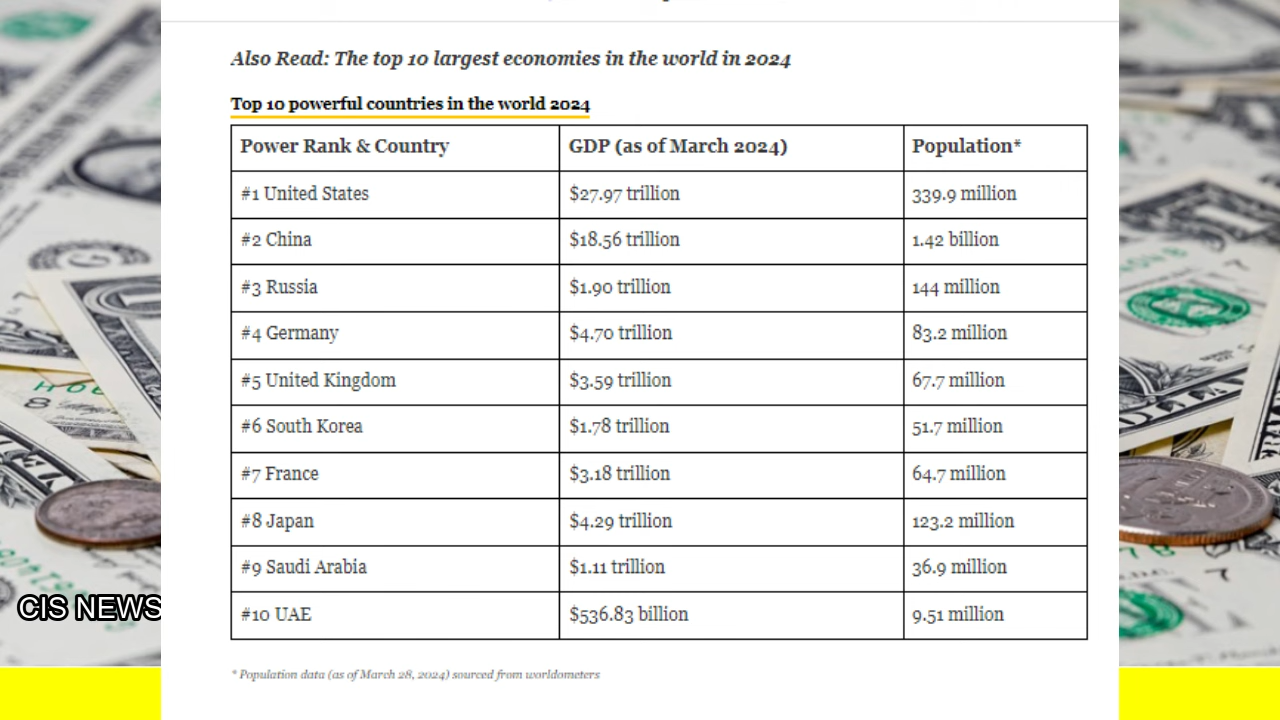 Also Read: The top 10 largest economies in the world in 2024
Top 10 powerful countries in the world 2024
Power Rank & Country GDP (as of March 2024) Population*
#1 United States $27.97 trillion 339.9 million
#2 China $18.56 trillion 1.42 billion
#3 Russia $1.90 trillion 144 million
#4 Germany $4.70 trillion 83.2 million
#5 United Kingdom $3.59 trillion 67.7 million
#6 South Korea $1.78 trillion 51.7 million
#7 France $3.18 trillion 64.7 million
#8 Japan $4.29 trillion 123.2 million
#9 Saudi Arabia $1.11 trillion 36.9 million
#10 UAE $536.83 billion 9.51 million
CIS NEWS
* Population data (as of March 28, 2024) sourced from worldometers